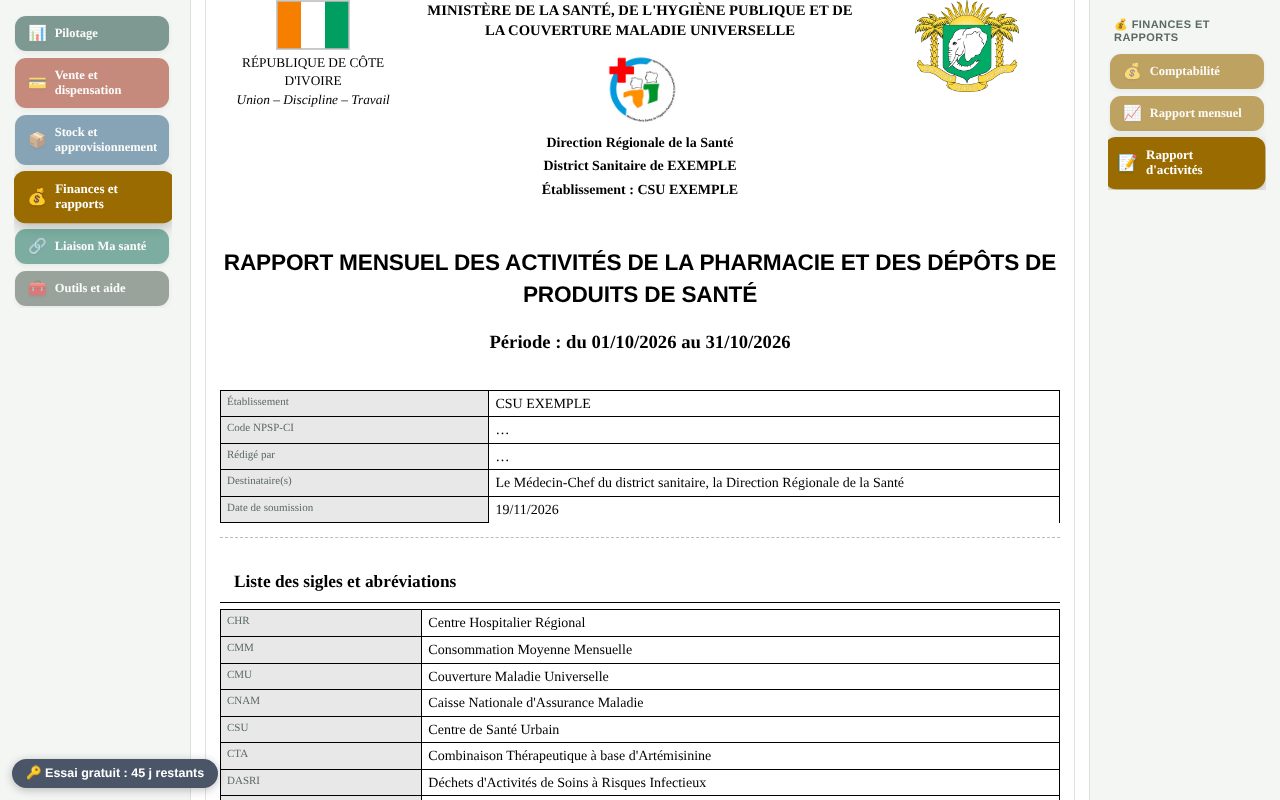 Pilotage
Vente et
dispensation
Stock et
approvisionnement
Finances et
rapports
Liaison Ma santé
Outils et aide
Essai gratuit : 45 j restants
RÉPUBLIQUE DE CÔTE
D'IVOIRE
Union – Discipline – Travail
MINISTÈRE DE LA SANTÉ, DE L'HYGIÈNE PUBLIQUE ET DE
LA COUVERTURE MALADIE UNIVERSELLE
Direction Régionale de la Santé
District Sanitaire de EXEMPLE
Établissement : CSU EXEMPLE
RAPPORT MENSUEL DES ACTIVITÉS DE LA PHARMACIE ET DES DÉPÔTS DE
PRODUITS DE SANTÉ
Période : du 01/10/2026 au 31/10/2026
Établissement CSU EXEMPLE
Code NPSP-CI …
Rédigé par …
Destinataire(s) Le Médecin-Chef du district sanitaire, la Direction Régionale de la Santé
Date de soumission 19/11/2026
Liste des sigles et abréviations
CHR Centre Hospitalier Régional
CMM Consommation Moyenne Mensuelle
CMU Couverture Maladie Universelle
CNAM Caisse Nationale d'Assurance Maladie
CSU Centre de Santé Urbain
CTA Combinaison Thérapeutique à base d'Artémisinine
DASRI Déchets d'Activités de Soins à Risques Infectieux
FINANCES ET
RAPPORTS
Comptabilité
Rapport mensuel
Rapport
d'activités